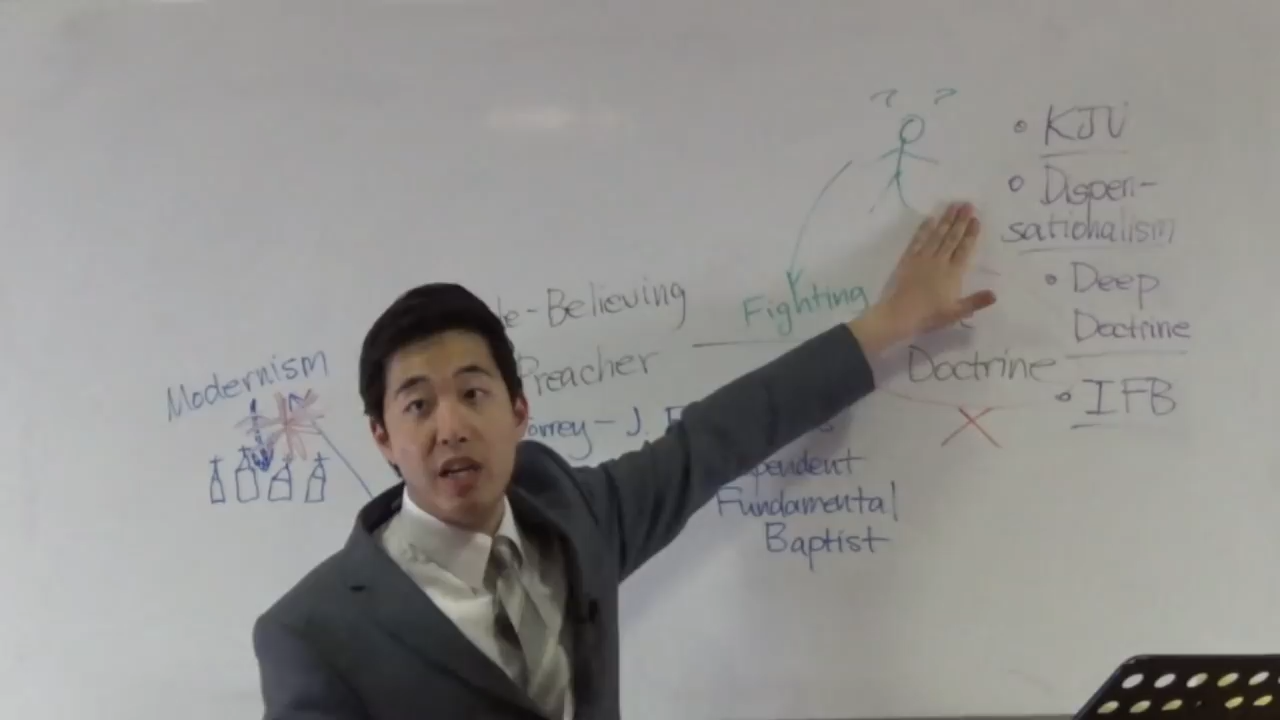 ? ?
• KJV
• Dispen-
sationalism
• Deep
Doctrine
• IFB
-Believing
Preacher
Fighting
Doctrine
Modernism
- J.
Fundamental
Baptist